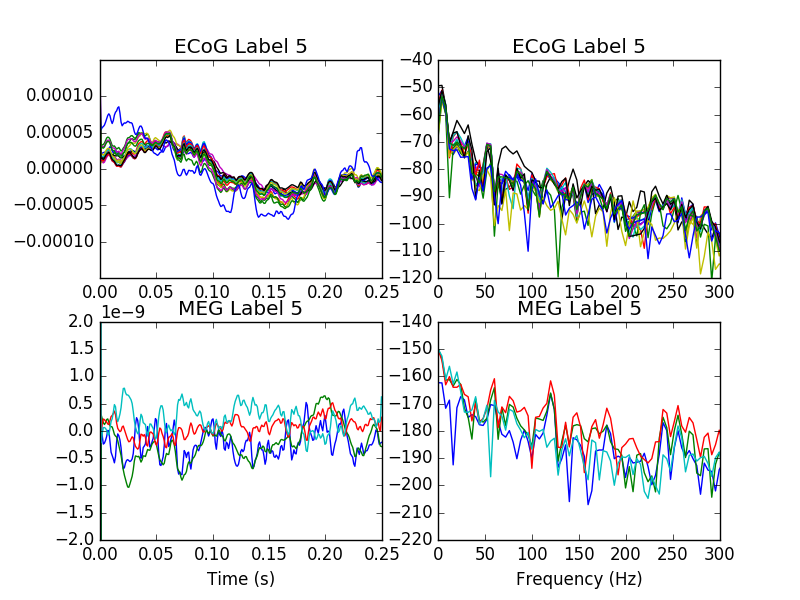 ECoG Label 5
0.00010
0.00005
0.00000
−0.00005
−0.00010
0.00 0.05 0.10 0.15 0.20 0.25
ECoG Label 5
−40
−50
−60
−70
−80
−90
−100
−110
−120
0 50 100 150 200 250 300
MEG Label 5
1e−9
2.0
1.5
1.0
0.5
0.0
−0.5
−1.0
−1.5
−2.0
0.00 0.05 0.10 0.15 0.20 0.25
Time (s)
MEG Label 5
−140
−150
−160
−170
−180
−190
−200
−210
−220
0 50 100 150 200 250 300
Frequency (Hz)